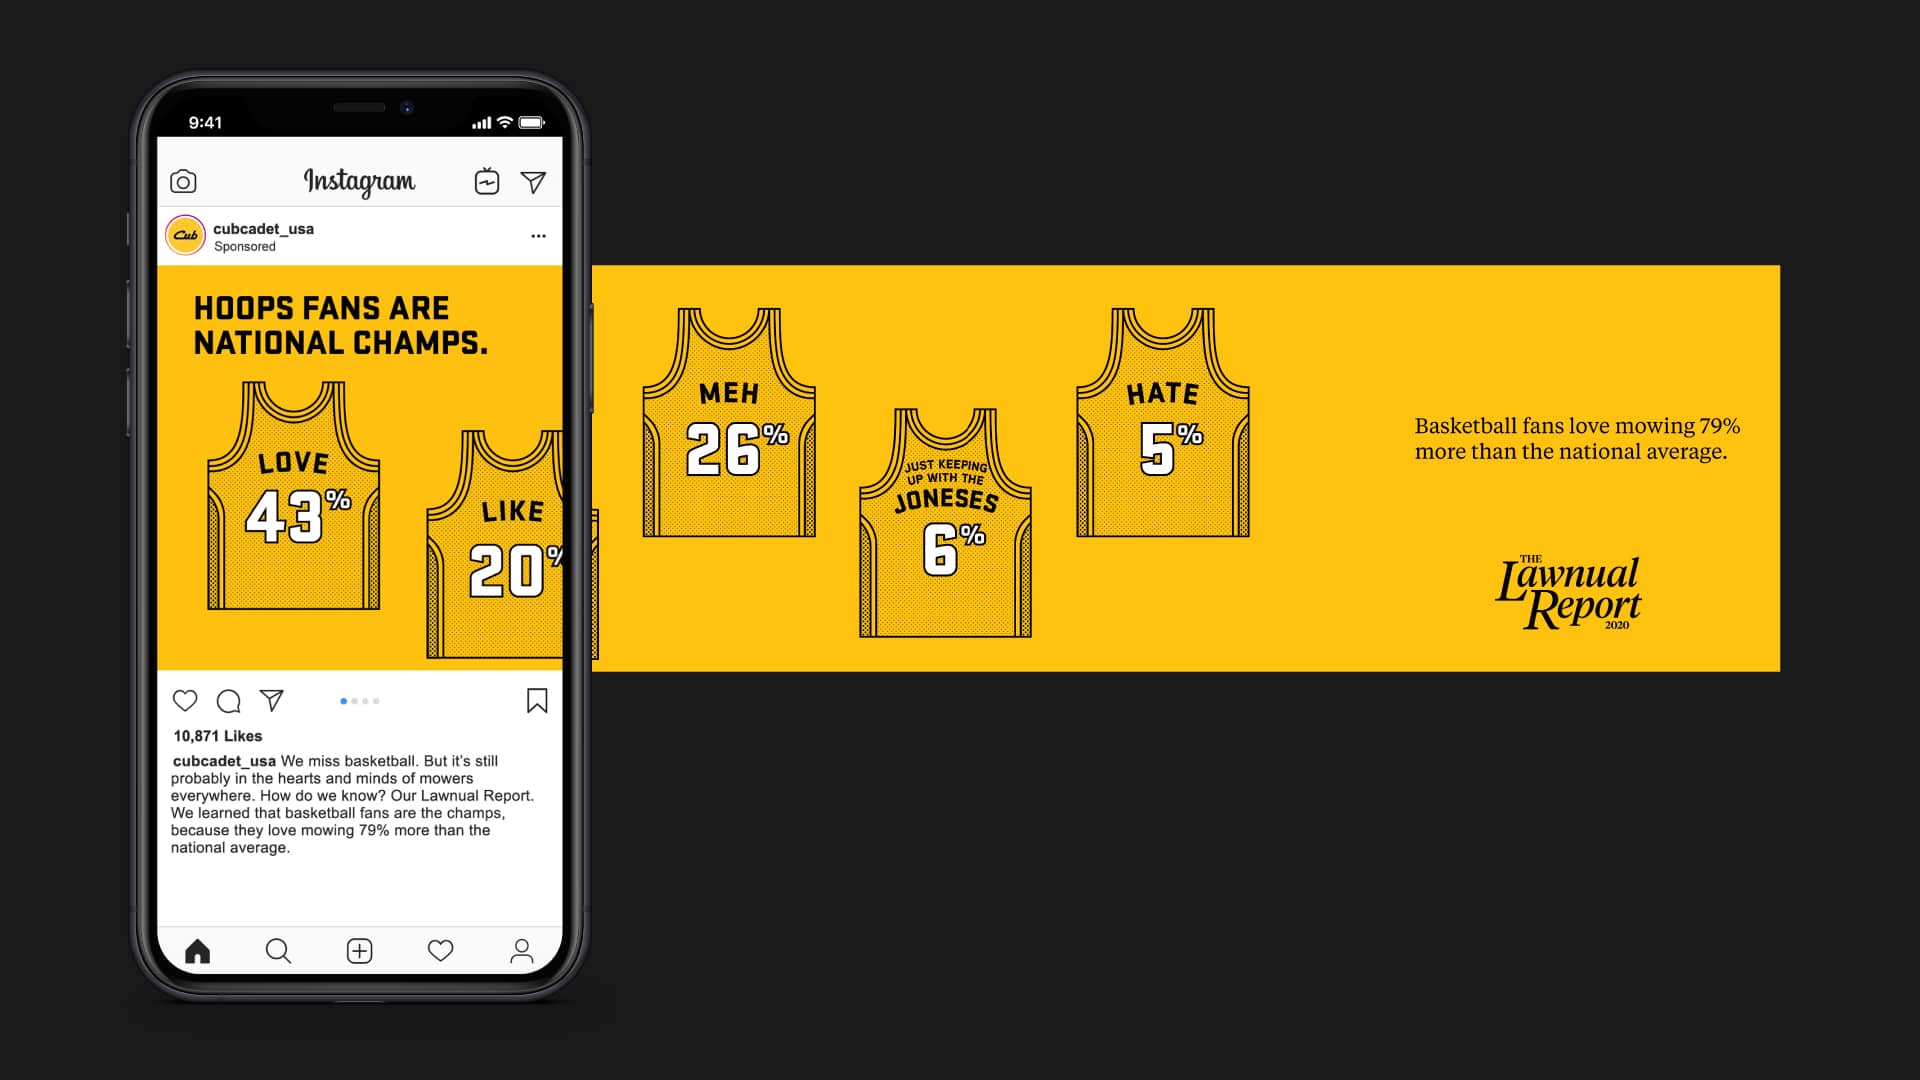 9:41
Instagram
Cub
cubcadet_usa
Sponsored
HOOPS FANS ARE
NATIONAL CHAMPS.
LOVE
43%
LIKE
20%
MEH
26%
JUST KEEPING
UP WITH THE
JONESES
6%
HATE
5%
Basketball fans love mowing 79%
more than the national average.
THE
Lawnual
Report
2020
10,871 Likes
cubcadet_usa We miss basketball. But it's still
probably in the hearts and minds of mowers
everywhere. How do we know? Our Lawnual Report.
We learned that basketball fans are the champs,
because they love mowing 79% more than the
national average.